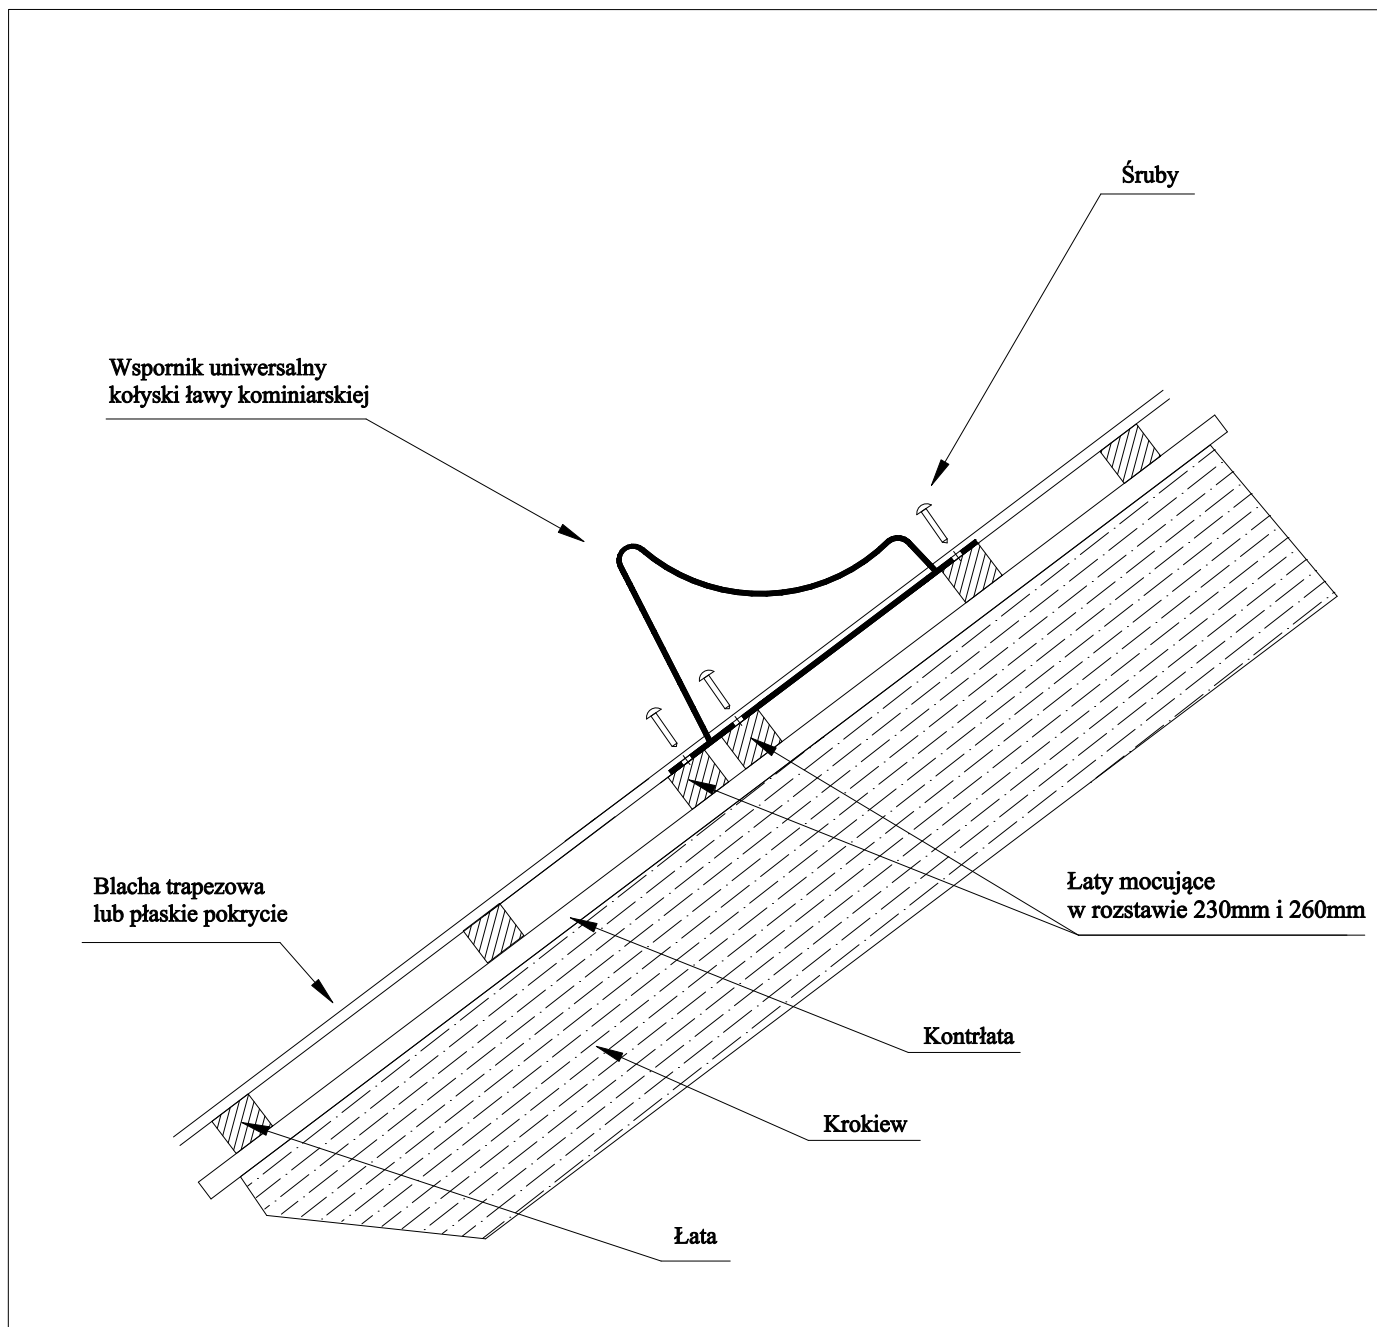 Śruby
Wspornik uniwersalny
kołyski ławy kominiarskiej
Blacha trapezowa
lub płaskie pokrycie
Łaty mocujące
w rozstawie 230mm i 260mm
Kontrłata
Krokiew
Łata